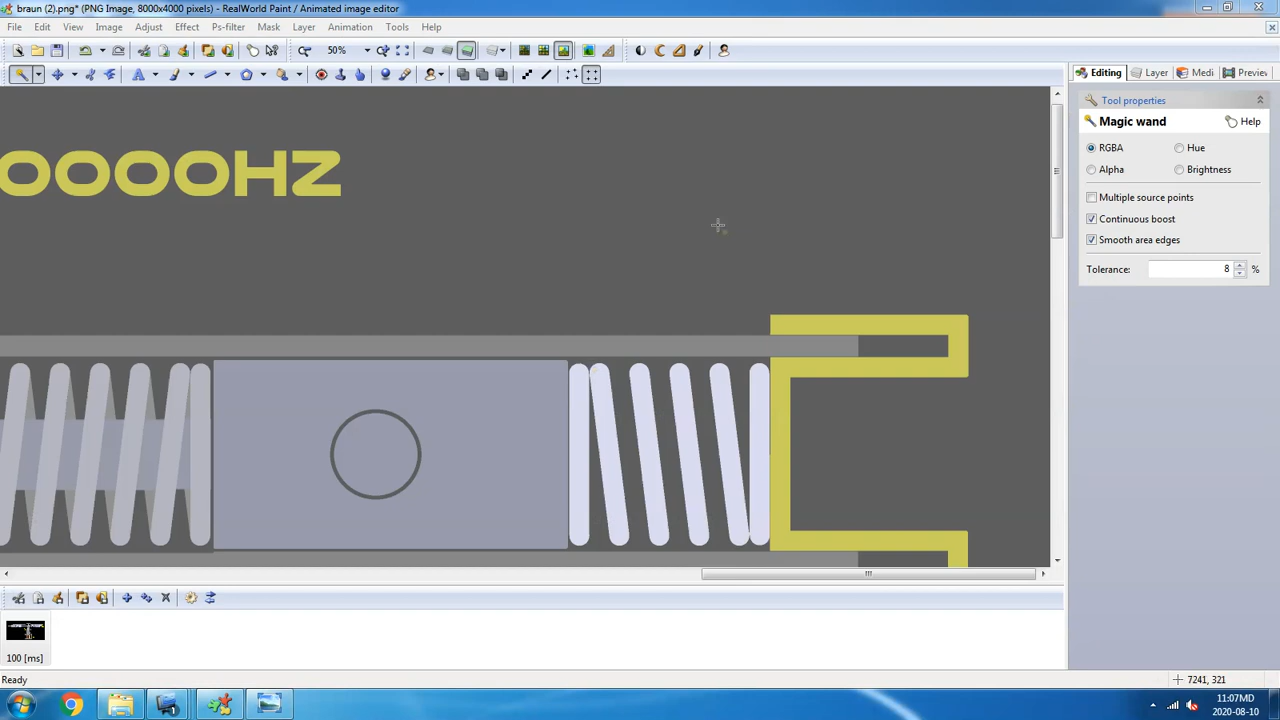 braun (2).png* (PNG Image, 8000x4000 pixels) - RealWorld Paint / Animated image editor
File Edit View Image Adjust Effect Ps-filter Mask Layer Animation Tools Help
50%
Editing Layer Medi Preview
Tool properties
Magic wand Help
RGBA Hue
Alpha Brightness
Multiple source points
Continuous boost
Smooth area edges
Tolerance: 8 %
0000HZ
100 [ms]
Ready 7241, 321
11:07MD
2020-08-10